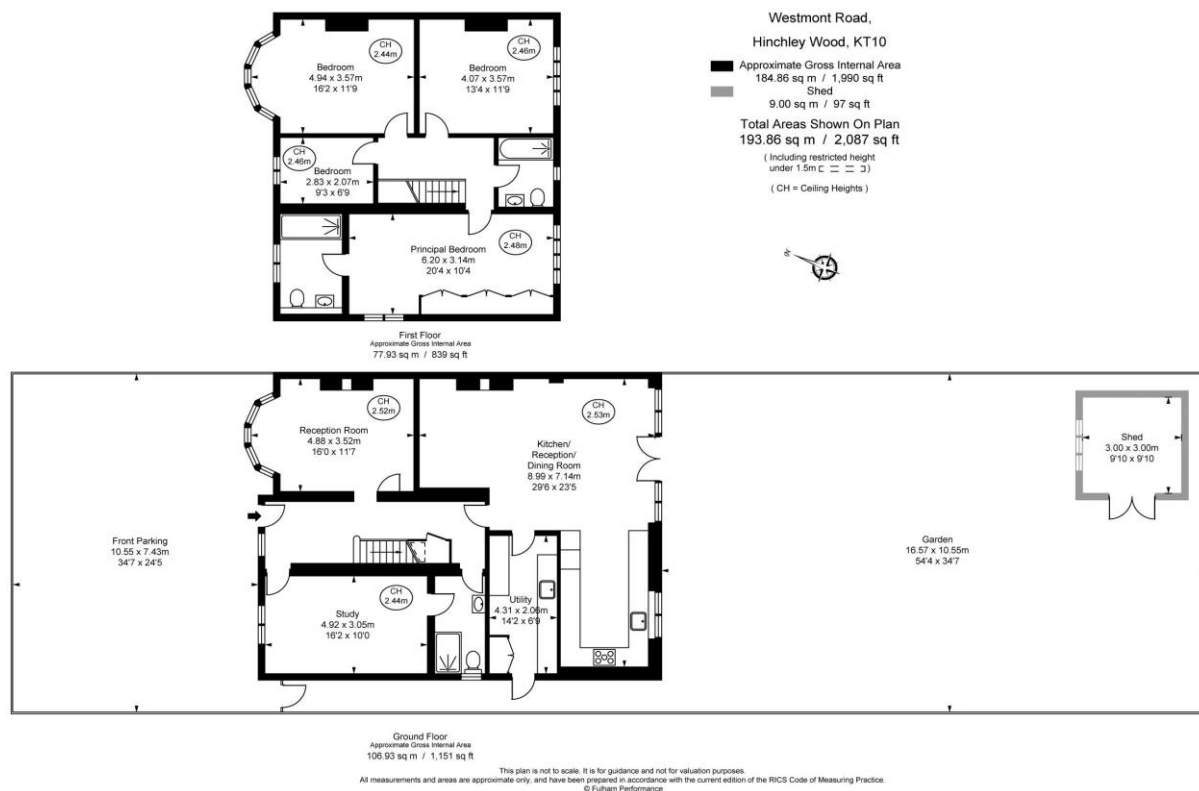 Westmont Road,
Hinchley Wood, KT10
Approximate Gross Internal Area
184.86 sq m / 1,990 sq ft
Shed
9.00 sq m / 97 sq ft
Total Areas Shown On Plan
193.86 sq m / 2,087 sq ft
( Including restricted height
under 1.5m )
( CH = Ceiling Heights )
N
CH
2.44m
Bedroom
4.94 x 3.57m
16'2 x 11'9
CH
2.46m
Bedroom
4.07 x 3.57m
13'4 x 11'9
CH
2.46m
Bedroom
2.83 x 2.07m
9'3 x 6'9
CH
2.48m
Principal Bedroom
6.20 x 3.14m
20'4 x 10'4
First Floor
Approximate Gross Internal Area
77.93 sq m / 839 sq ft
CH
2.52m
Reception Room
4.88 x 3.52m
16'0 x 11'7
CH
2.53m
Kitchen/
Reception/
Dining Room
8.99 x 7.14m
29'6 x 23'5
Shed
3.00 x 3.00m
9'10 x 9'10
Front Parking
10.55 x 7.43m
34'7 x 24'5
Garden
16.57 x 10.55m
54'4 x 34'7
CH
2.44m
Study
4.92 x 3.05m
16'2 x 10'0
Utility
4.31 x 2.06m
14'2 x 6'9
Ground Floor
Approximate Gross Internal Area
106.93 sq m / 1,151 sq ft
This plan is not to scale. It is for guidance and not for valuation purposes.
All measurements and areas are approximate only, and have been prepared in accordance with the current edition of the RICS Code of Measuring Practice.
© Fulham Performance